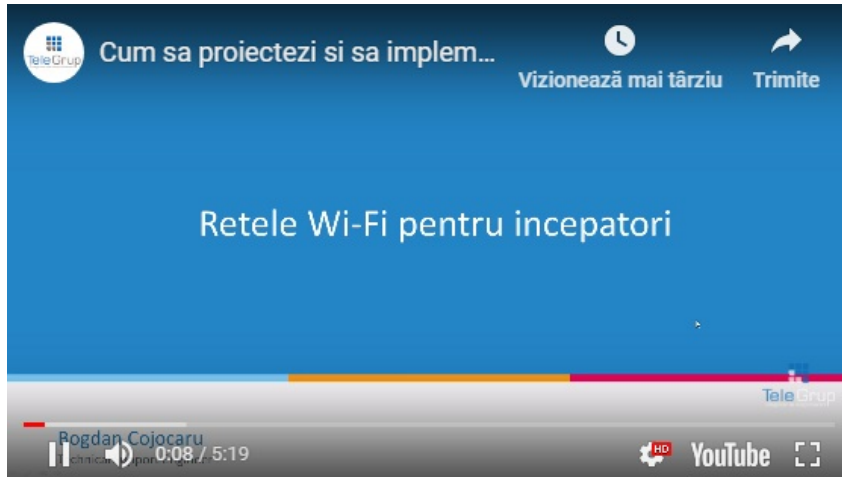 TeleGrup
Cum sa proiectezi si sa implem...
Vizionează mai târziu
Trimite
Retele Wi-Fi pentru incepatori
TeleGrup
Bogdan Cojocaru
0:08 / 5:19
HD
YouTube